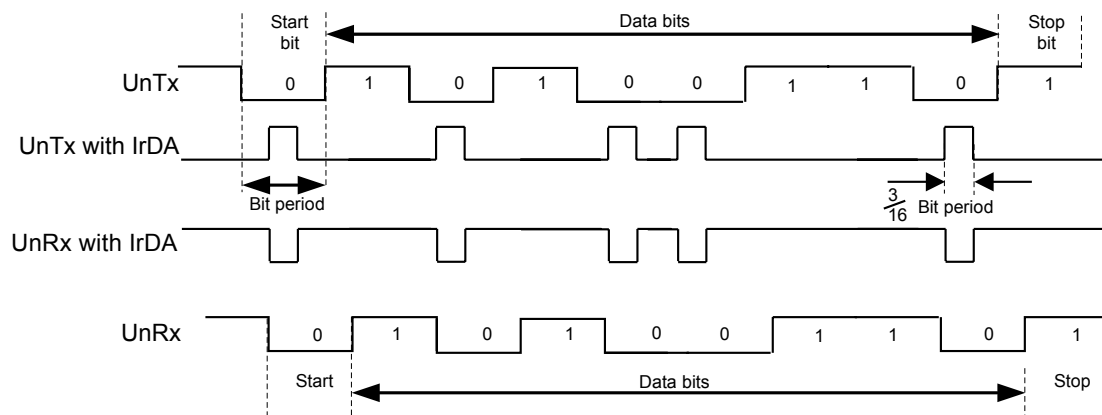 Start
bit
Data bits
Stop
bit
UnTx
0 1 0 1 0 0 1 1 0 1
UnTx with IrDA
Bit period
3
16
Bit period
UnRx with IrDA
UnRx
0 1 0 1 0 0 1 1 0 1
Start
Data bits
Stop